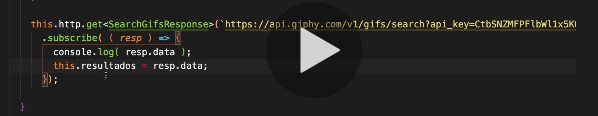 this.http.get<SearchGifsResponse>(`https://api.giphy.com/v1/gifs/search?api_key=CtbSNZMFPFlbWl1x5K
.subscribe( ( resp ) => {
console.log( resp.data );
this.resultados = resp.data;
});
}